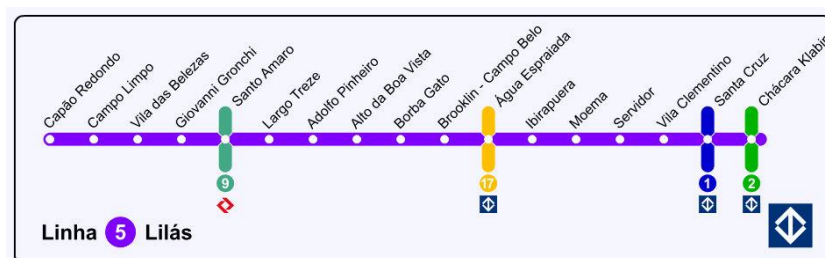 Capão Redondo
Campo Limpo
Vila das Belezas
Giovanni Gronchi
Santo Amaro
Largo Treze
Adolfo Pinheiro
Alto da Boa Vista
Borba Gato
Brooklin - Campo Belo
Água Espraiada
Ibirapuera
Moema
Servidor
Vila Clementino
Santa Cruz
Chácara Klabin
9
17
1
2
Linha 5 Lilás